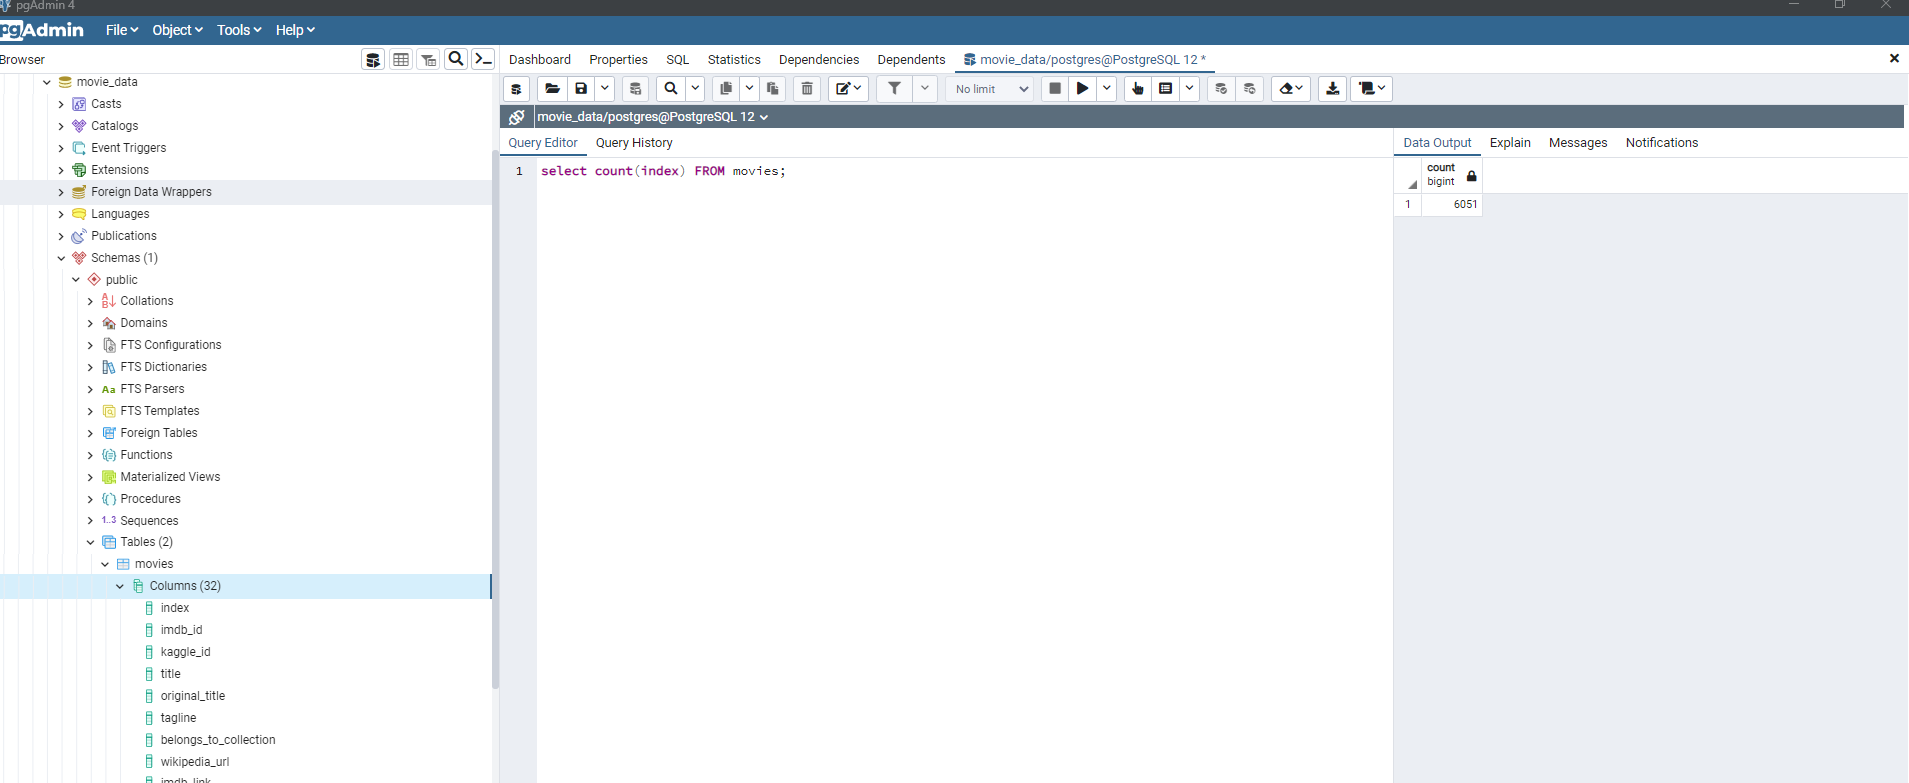 pgAdmin 4
pgAdmin File Object Tools Help
Browser
Dashboard Properties SQL Statistics Dependencies Dependents movie_data/postgres@PostgreSQL 12 *
No limit
movie_data/postgres@PostgreSQL 12
Query Editor Query History
1 select count(index) FROM movies;
Data Output Explain Messages Notifications
count
bigint
1 6051
movie_data
Casts
Catalogs
Event Triggers
Extensions
Foreign Data Wrappers
Languages
Publications
Schemas (1)
public
Collations
Domains
FTS Configurations
FTS Dictionaries
Aa FTS Parsers
FTS Templates
Foreign Tables
Functions
Materialized Views
Procedures
1..3 Sequences
Tables (2)
movies
Columns (32)
index
imdb_id
kaggle_id
title
original_title
tagline
belongs_to_collection
wikipedia_url
imdb_link